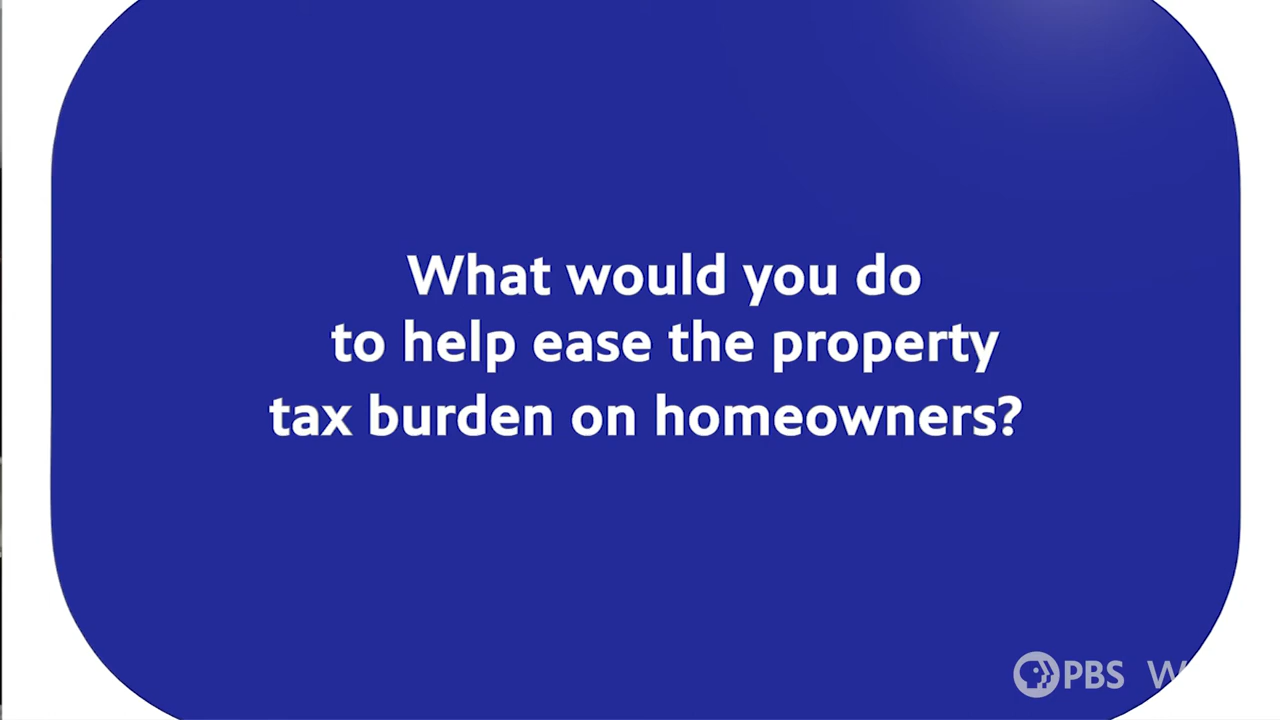 What would you do
to help ease the property
tax burden on homeowners?
PBS W